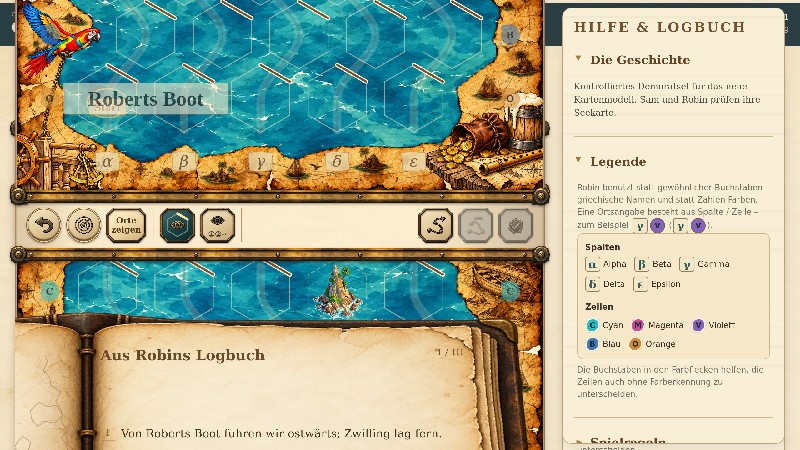 B
Roberts Boot
O
O
α β γ δ ε
Orte
zeigen
C
C
Aus Robins Logbuch
I / III
1 Von Roberts Boot fuhren wir ostwärts; Zwilling lag fern,
HILFE & LOGBUCH
Die Geschichte
Kontrolliertes Demorätsel für das neue
Kartenmodell. Sam und Robin prüfen ihre
Seekarte.
Legende
Robin benutzt statt gewöhnlicher Buchstaben
griechische Namen und statt Zahlen Farben.
Eine Ortsangabe besteht aus Spalte / Zeile –
zum Beispiel γ V ( γ V ).
Spalten
α Alpha β Beta γ Gamma
δ Delta ε Epsilon
Zeilen
C Cyan M Magenta V Violett
B Blau O Orange
Die Buchstaben in den Farbflecken helfen, die
Zeilen auch ohne Farberkennung zu
unterscheiden.
Spielregeln
unterscheiden.